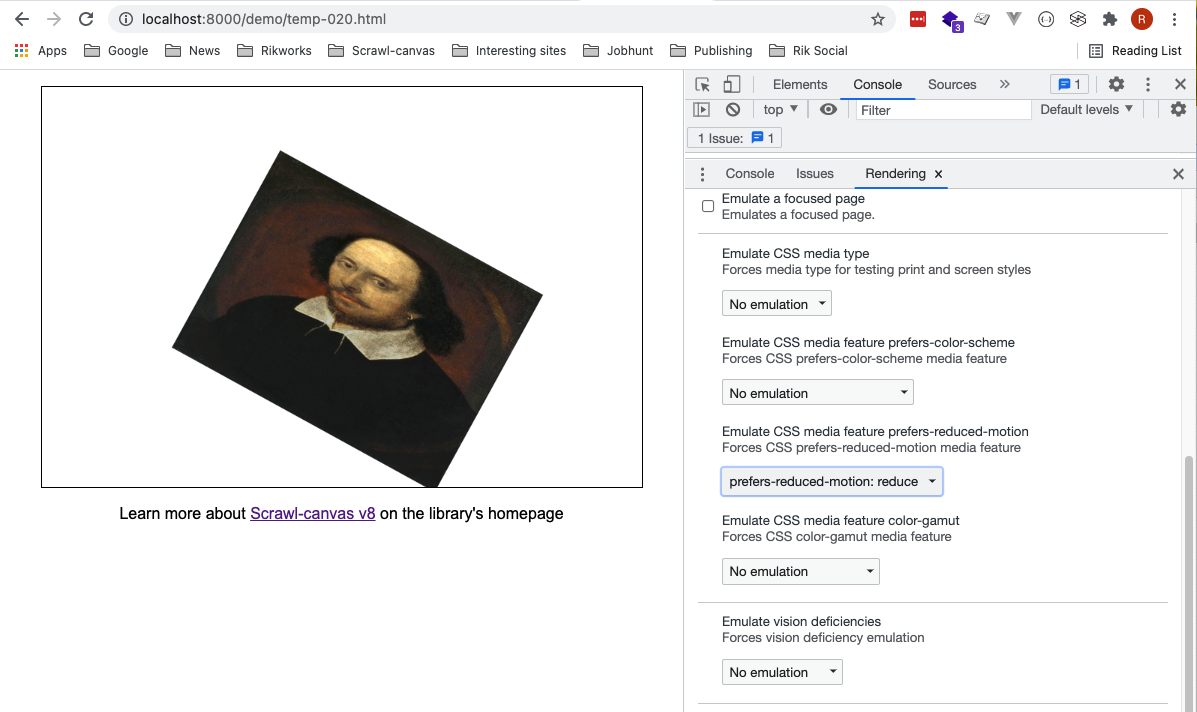 localhost:8000/demo/temp-020.html
3
R
Apps Google News Rikworks Scrawl-canvas Interesting sites Jobhunt Publishing Rik Social Reading List
Learn more about Scrawl-canvas v8 on the library's homepage
Elements Console Sources » 1
top Filter Default levels
1 Issue: 1
Console Issues Rendering
Emulate a focused page
Emulates a focused page.
Emulate CSS media type
Forces media type for testing print and screen styles
No emulation
Emulate CSS media feature prefers-color-scheme
Forces CSS prefers-color-scheme media feature
No emulation
Emulate CSS media feature prefers-reduced-motion
Forces CSS prefers-reduced-motion media feature
prefers-reduced-motion: reduce
Emulate CSS media feature color-gamut
Forces CSS color-gamut media feature
No emulation
Emulate vision deficiencies
Forces vision deficiency emulation
No emulation